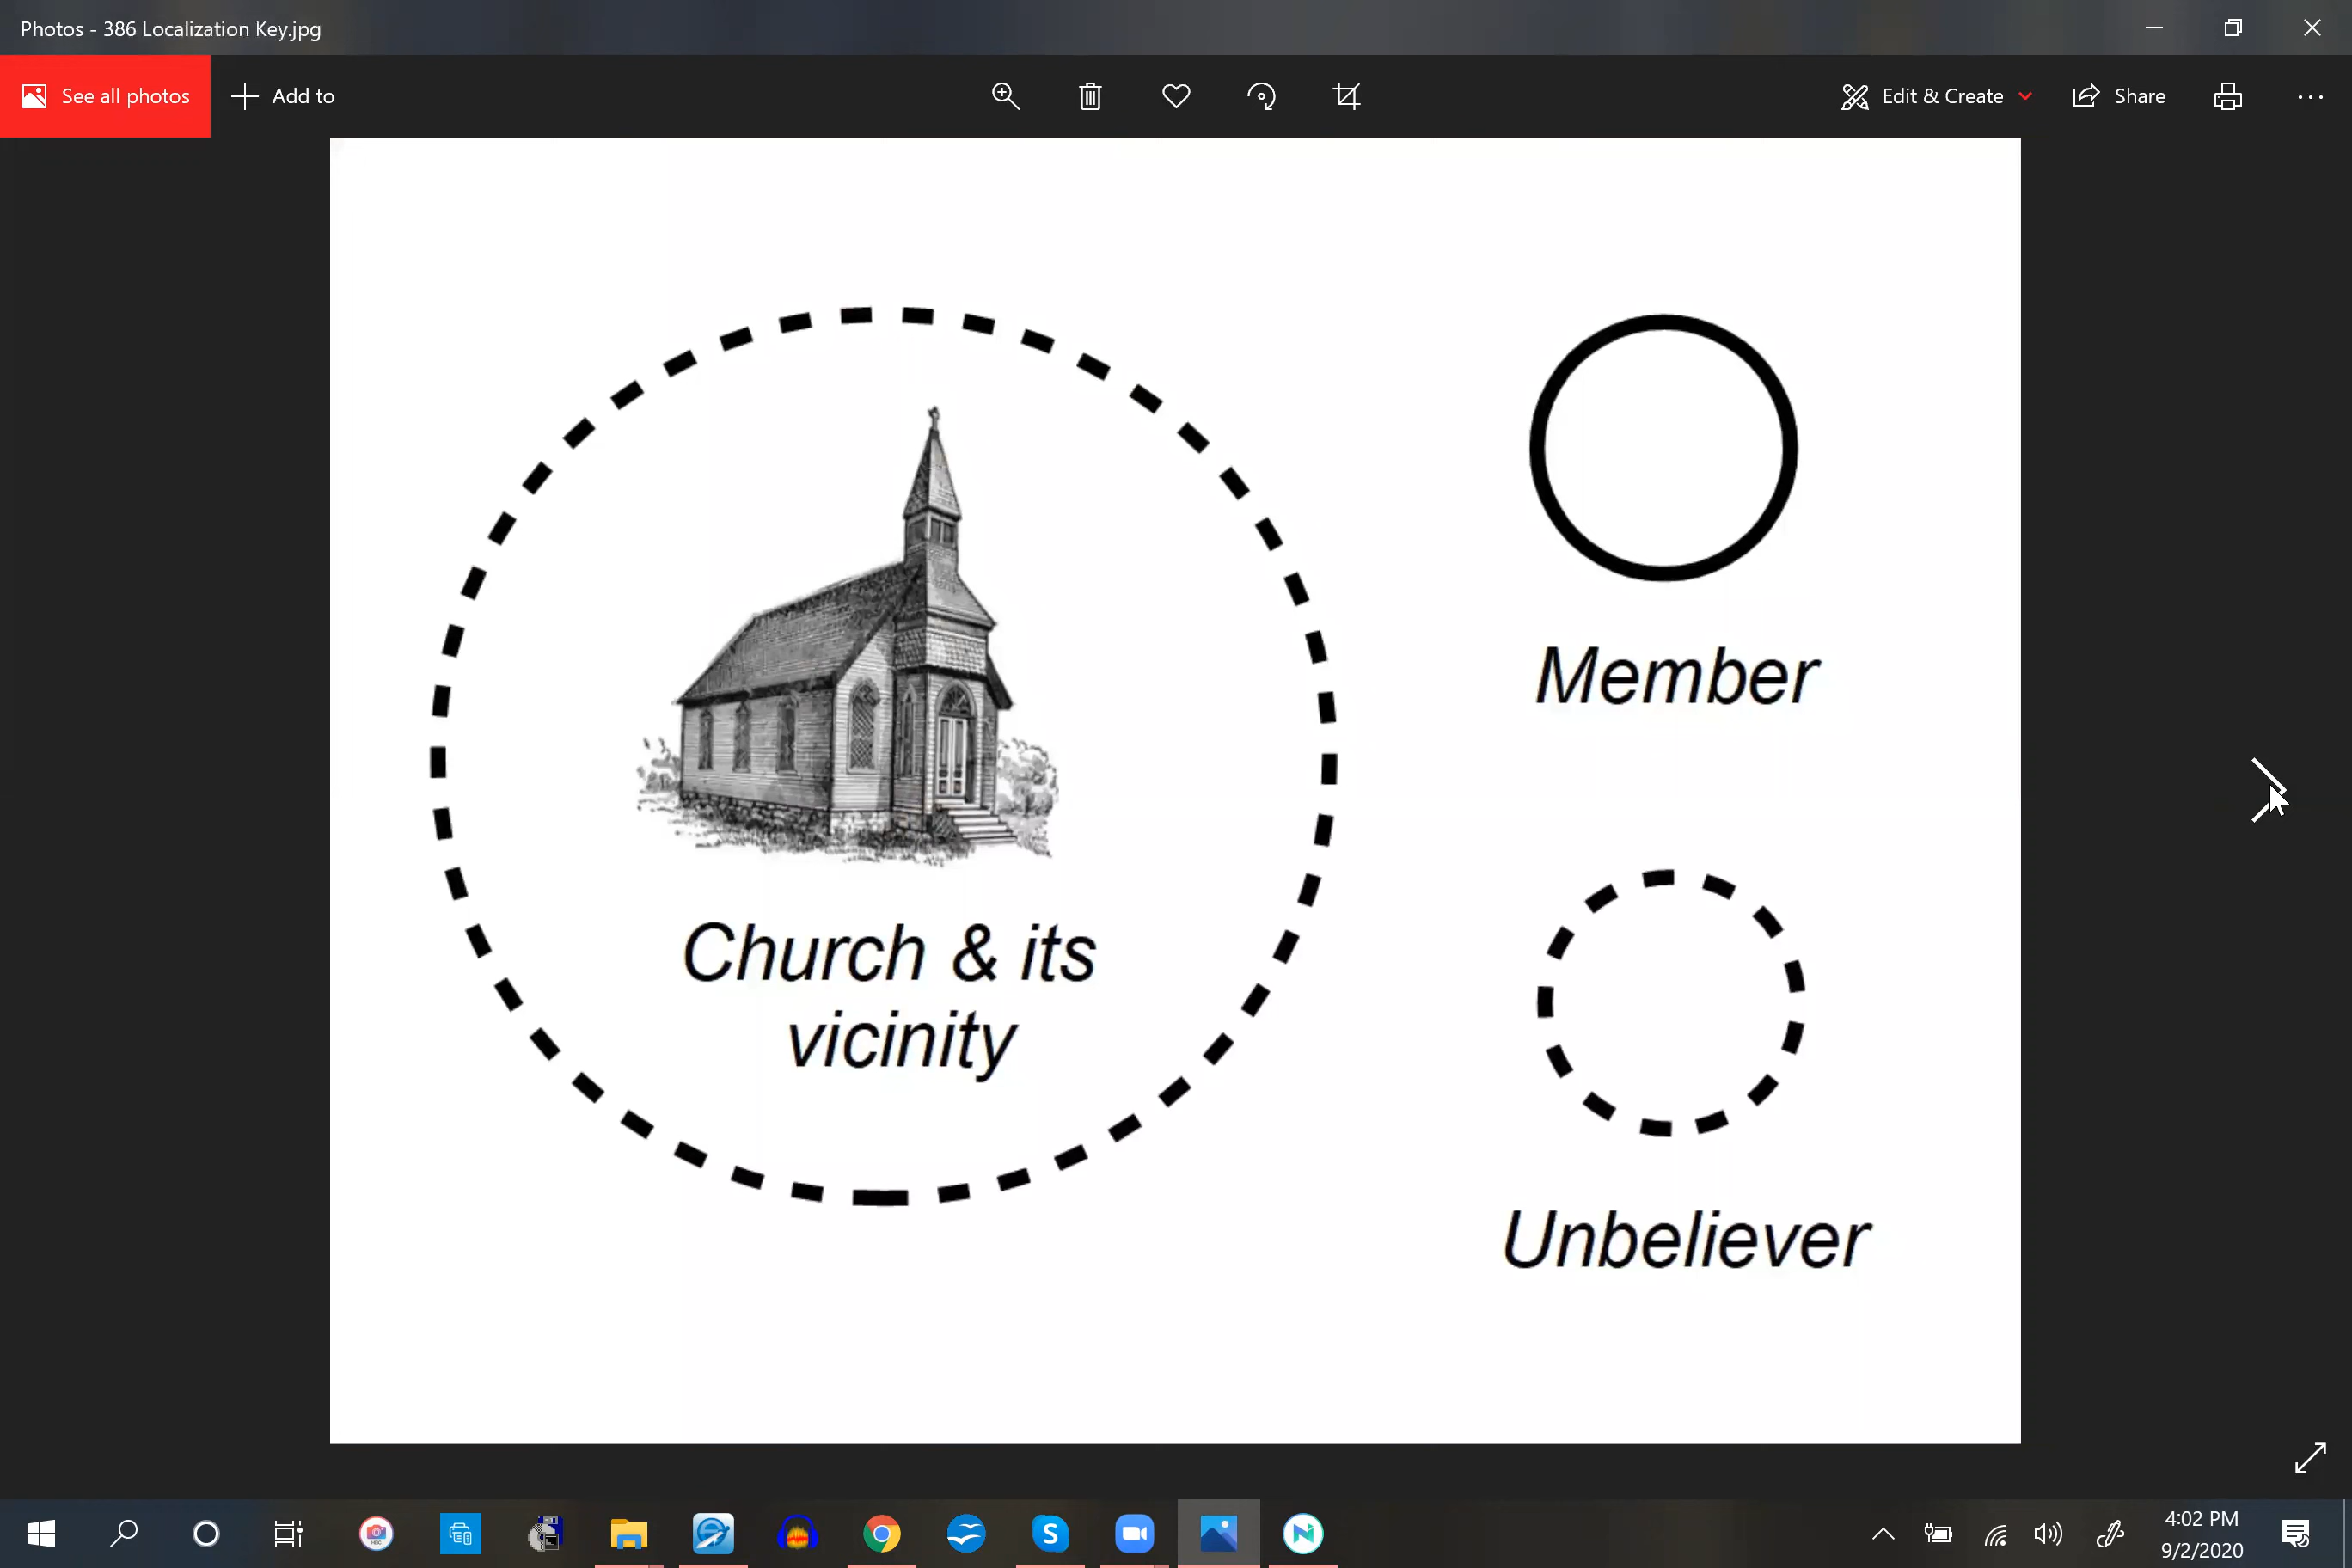 Photos - 386 Localization Key.jpg
See all photos
Add to
Edit & Create
Share
Church & its
vicinity
Member
Unbeliever
4:02 PM
9/2/2020